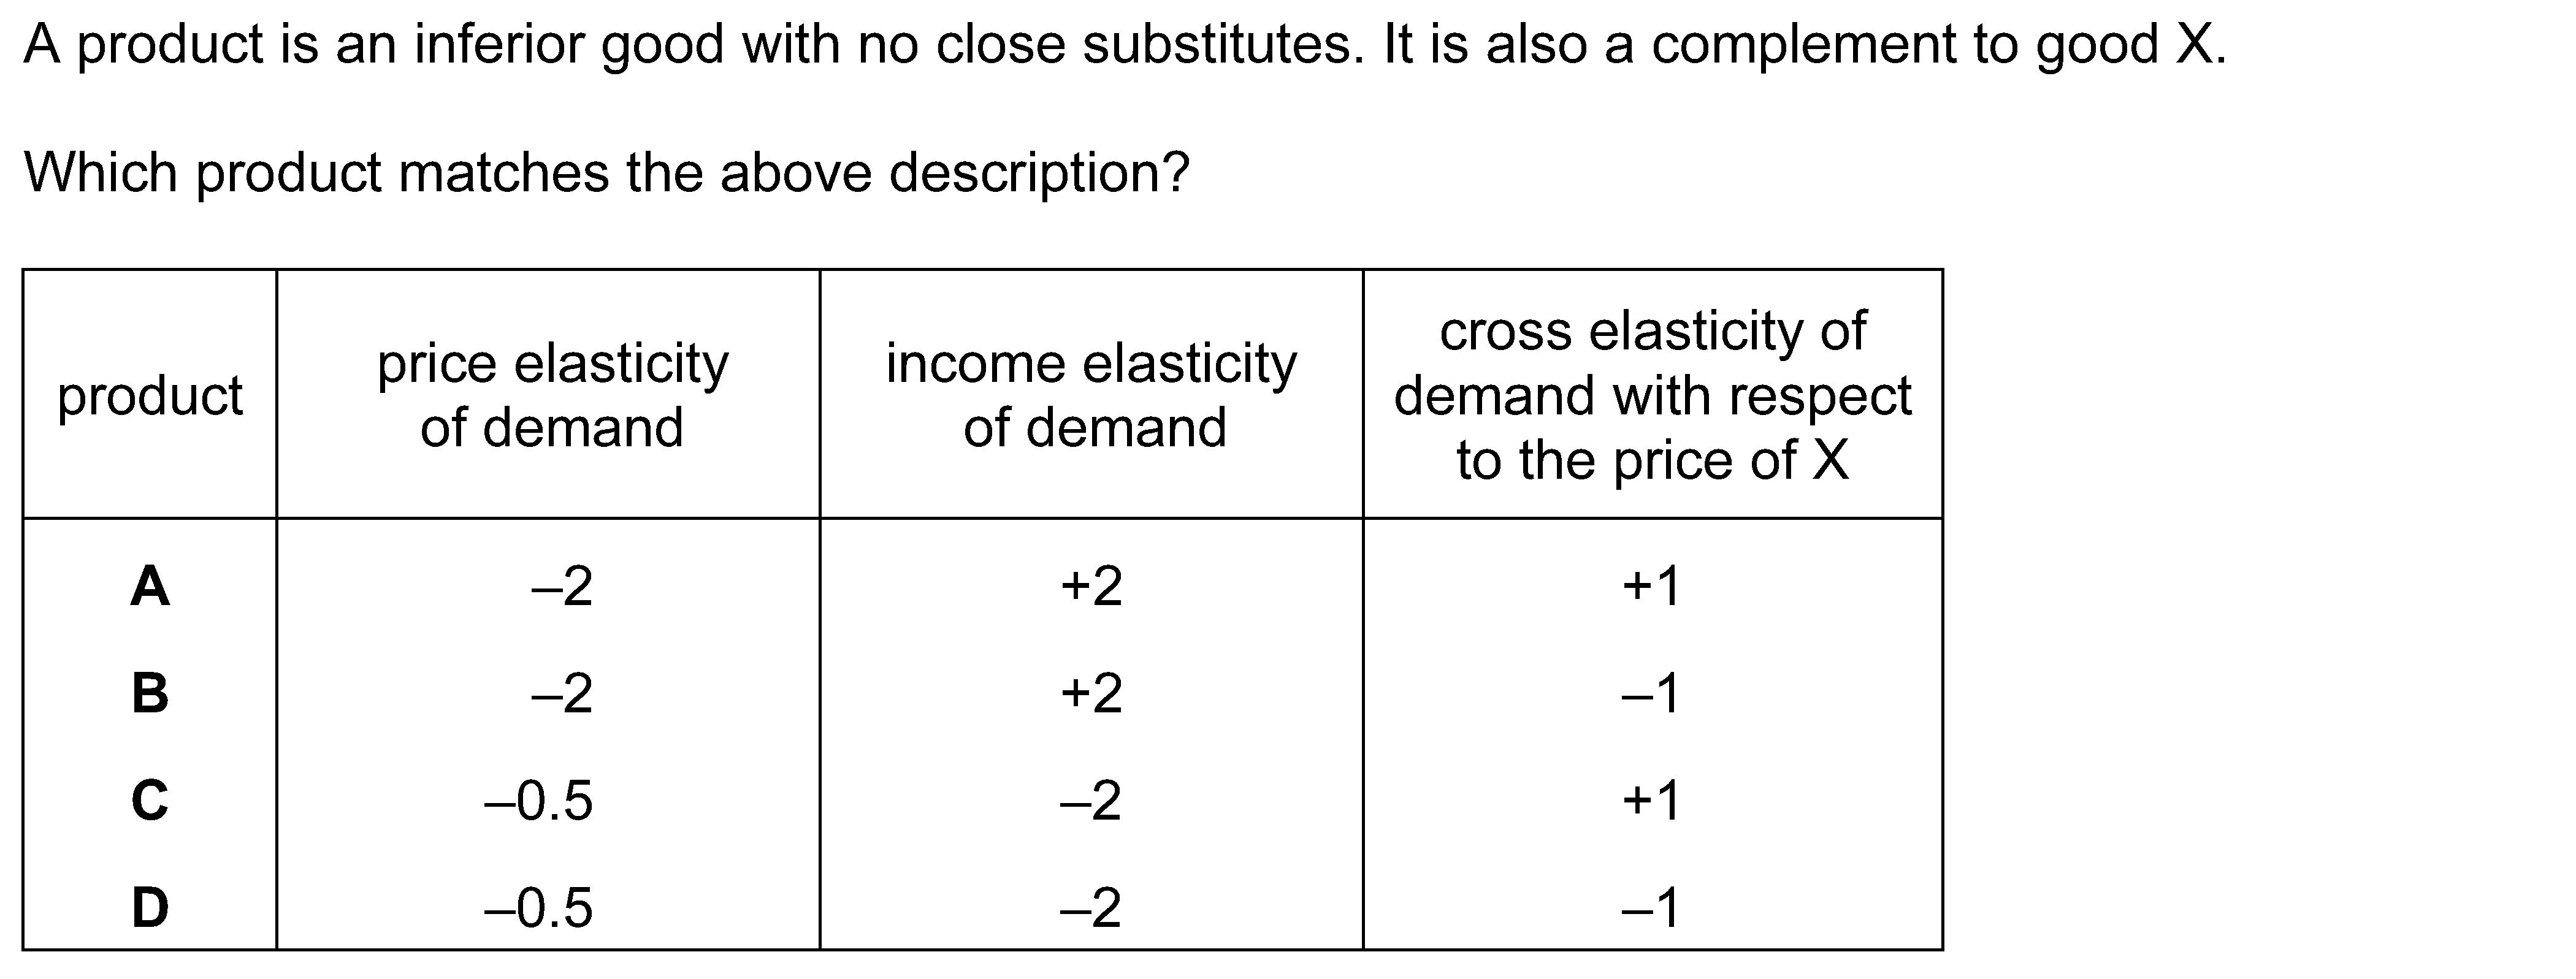 A product is an inferior good with no close substitutes. It is also a complement to good X.
Which product matches the above description?
product
price elasticity
of demand
income elasticity
of demand
cross elasticity of
demand with respect
to the price of X
A –2 +2 +1
B –2 +2 –1
C –0.5 –2 +1
D –0.5 –2 –1